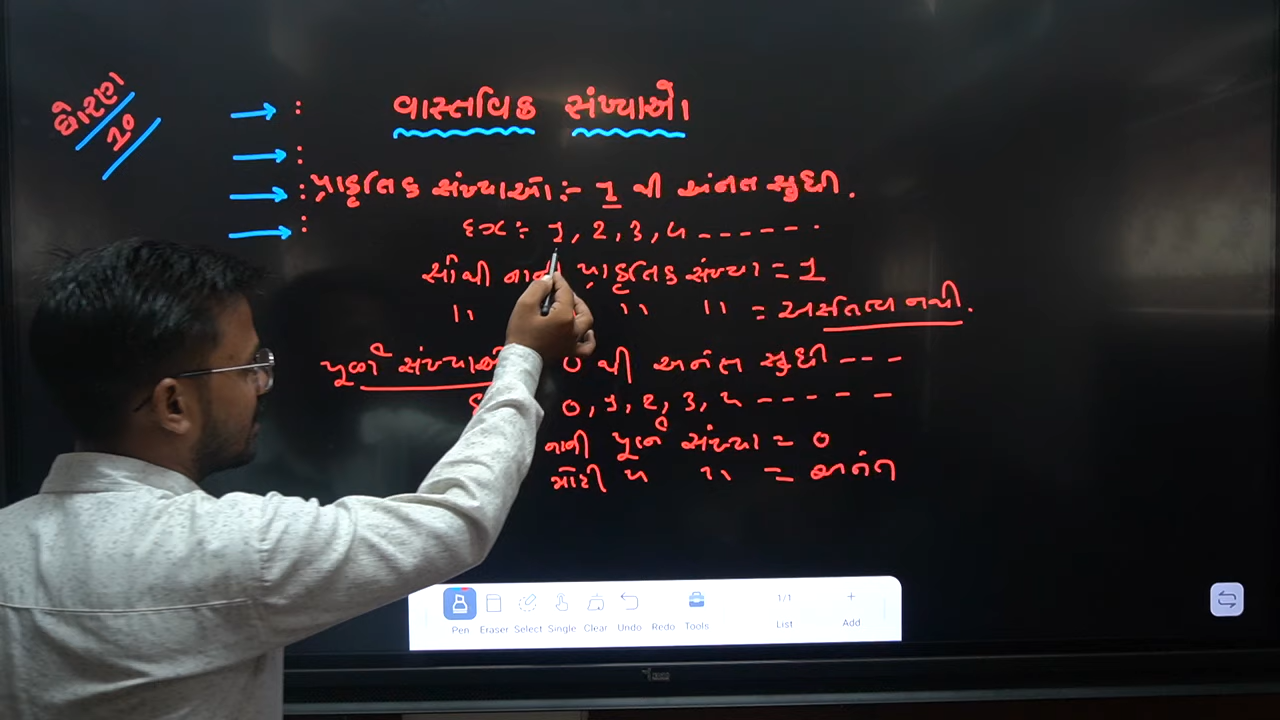 ધોરણ
10
વાસ્તવિક સંખ્યાઓ
પ્રાકૃતિક સંખ્યાઓ :- 1 થી અનંત સુધી.
EX :- 1, 2, 3, 4 - - - - - - .
સૌથી નાની પ્રાકૃતિક સંખ્યા = 1
'' '' '' = અસ્તિત્વ નથી.
પૂર્ણ સંખ્યાઓ 0 થી અનંત સુધી - - -
0, 1, 2, 3, 4 - - - - - -
નાની પૂર્ણ સંખ્યા = 0
મોટી '' '' = અનંત
Pen Eraser Select Single Clear Undo Redo Tools 1/1 List + Add